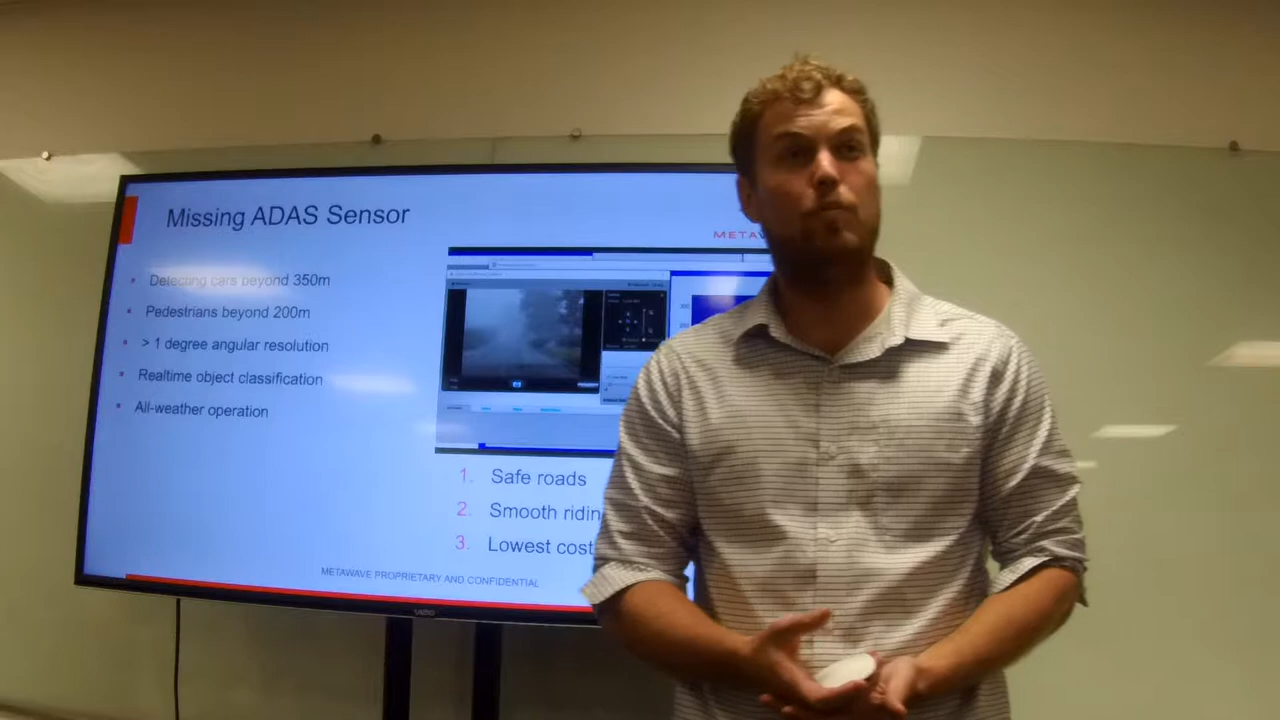 Missing ADAS Sensor
METAW
Detecting cars beyond 350m
Pedestrians beyond 200m
> 1 degree angular resolution
Realtime object classification
All-weather operation
1. Safe roads
2. Smooth ridin
3. Lowest cost
METAWAVE PROPRIETARY AND CONFIDENTIAL
VIZIO